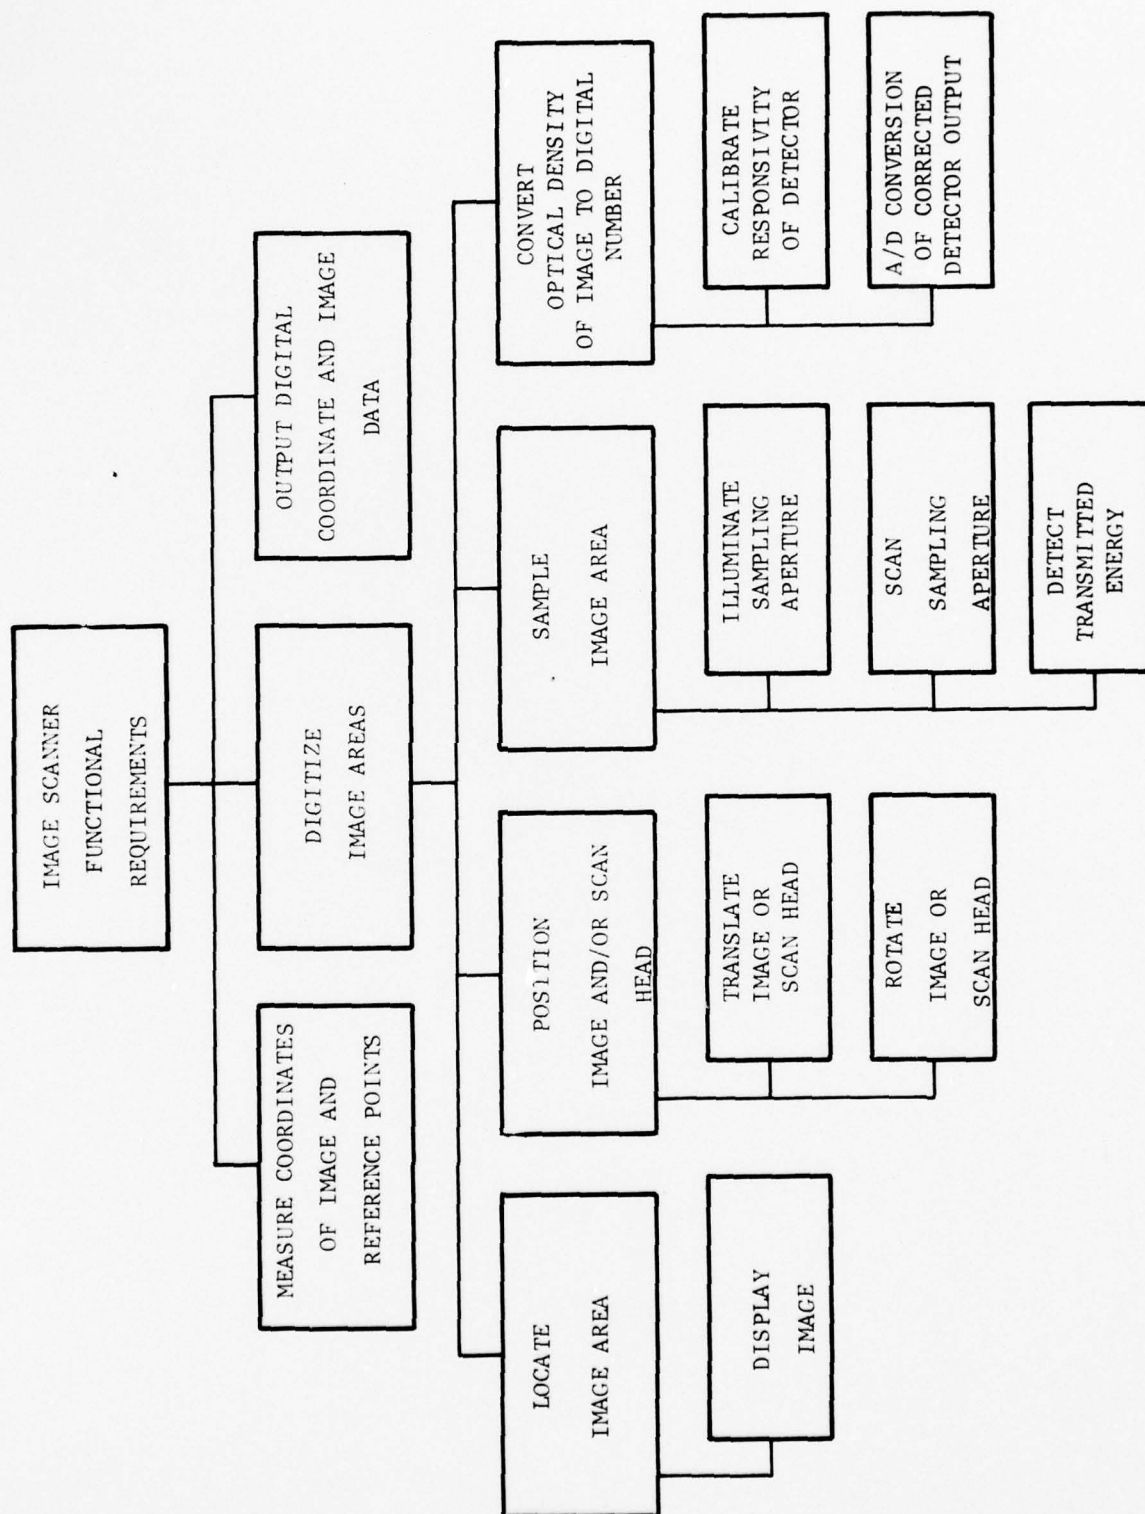 IMAGE SCANNER
FUNCTIONAL
REQUIREMENTS
MEASURE COORDINATES
OF IMAGE AND
REFERENCE POINTS
DIGITIZE
IMAGE AREAS
OUTPUT DIGITAL
COORDINATE AND IMAGE
DATA
LOCATE
IMAGE AREA
POSITION
IMAGE AND/OR SCAN
HEAD
SAMPLE
IMAGE AREA
CONVERT
OPTICAL DENSITY
OF IMAGE TO DIGITAL
NUMBER
DISPLAY
IMAGE
TRANSLATE
IMAGE OR
SCAN HEAD
ROTATE
IMAGE OR
SCAN HEAD
ILLUMINATE
SAMPLING
APERTURE
SCAN
SAMPLING
APERTURE
DETECT
TRANSMITTED
ENERGY
CALIBRATE
RESPONSIVITY
OF DETECTOR
A/D CONVERSION
OF CORRECTED
DETECTOR OUTPUT